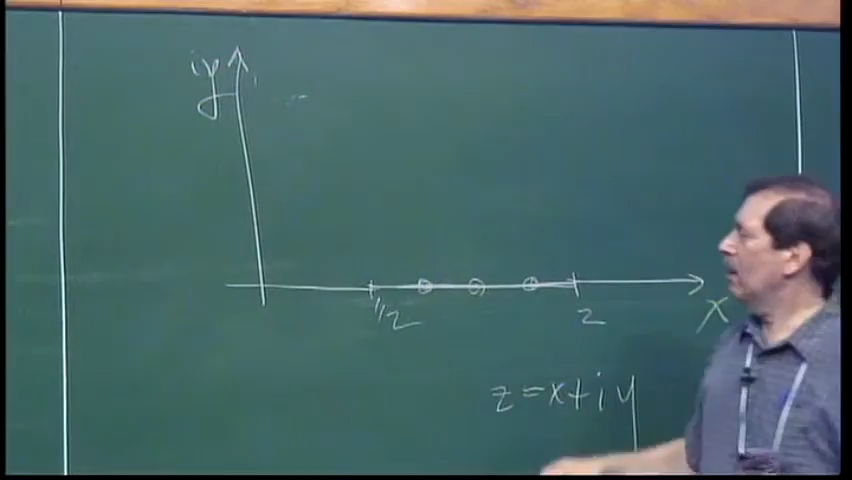 iy
1/2
2
x
z = x + iy